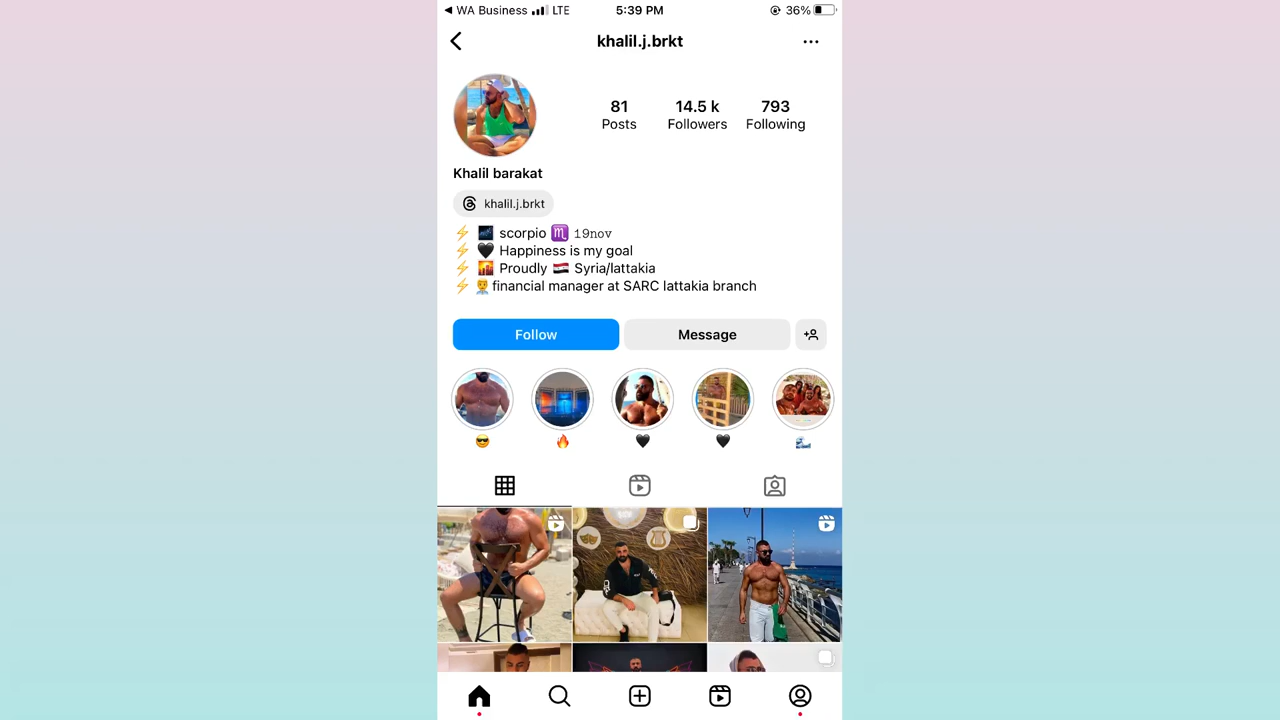 ◀ WA Business LTE 5:39 PM 36%
khalil.j.brkt
81 14.5 k 793
Posts Followers Following
Khalil barakat
khalil.j.brkt
⚡ 🌌 scorpio ♏ 19nov
⚡ 🖤 Happiness is my goal
⚡ 🌇 Proudly 🇸🇾 Syria/lattakia
⚡ 👨‍💼financial manager at SARC lattakia branch
Follow Message
😎 🔥 🖤 🖤 🌊